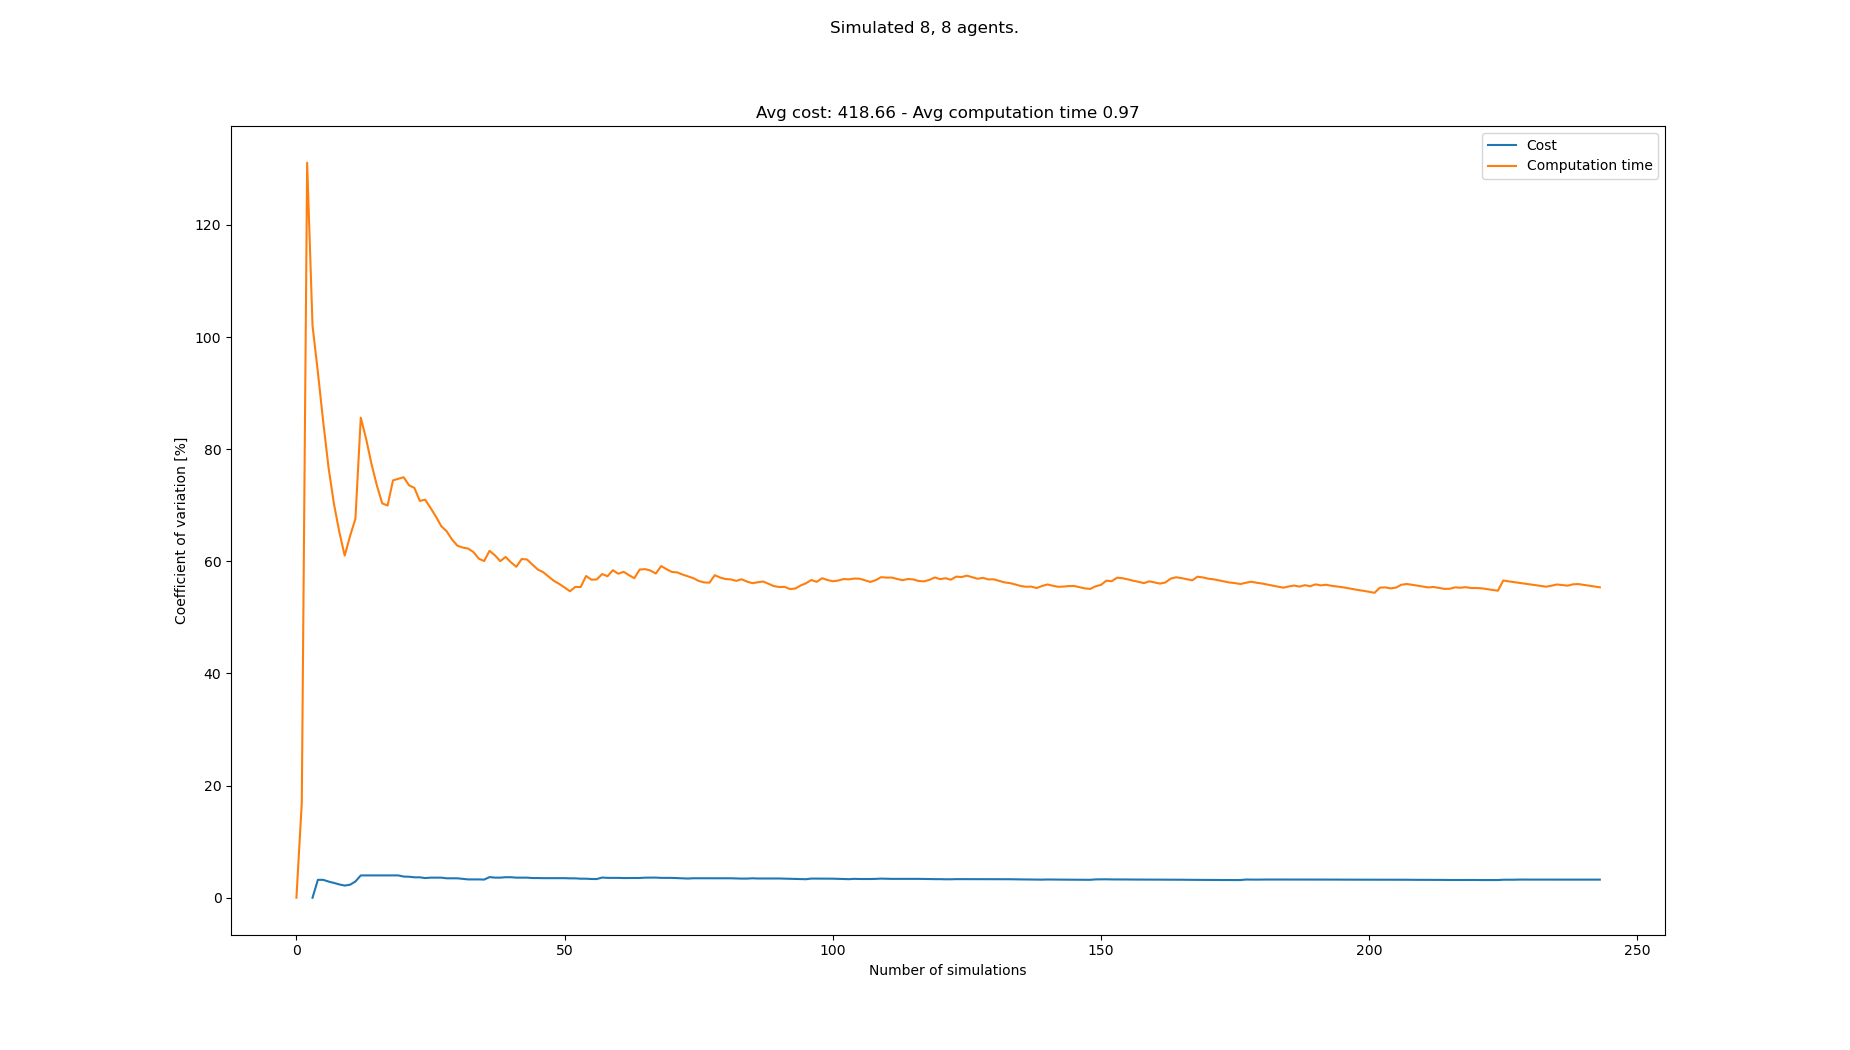 Simulated 8, 8 agents.
Avg cost: 418.66 - Avg computation time 0.97
Cost
Computation time
120
100
80
60
40
20
0
Coefficient of variation [%]
0 50 100 150 200 250
Number of simulations